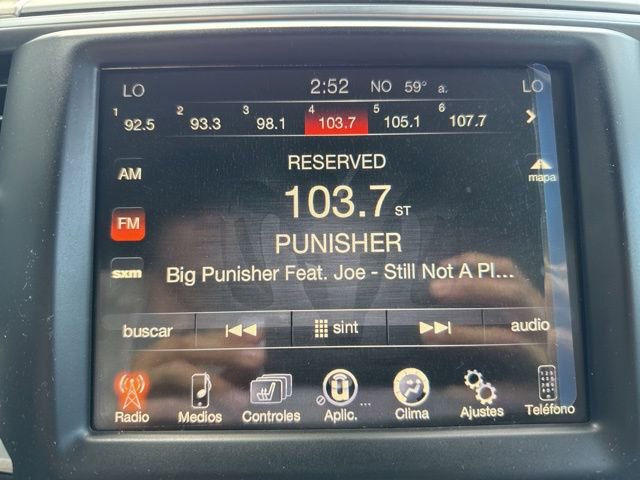 LO 2:52 NO 59° a. LO
1 92.5 2 93.3 3 98.1 4 103.7 5 105.1 6 107.7
RESERVED
AM
mapa
103.7 ST
FM
PUNISHER
sxm
Big Punisher Feat. Joe - Still Not A Pl...
buscar sint audio
Radio Medios Controles Aplic. ... Clima Ajustes Teléfono